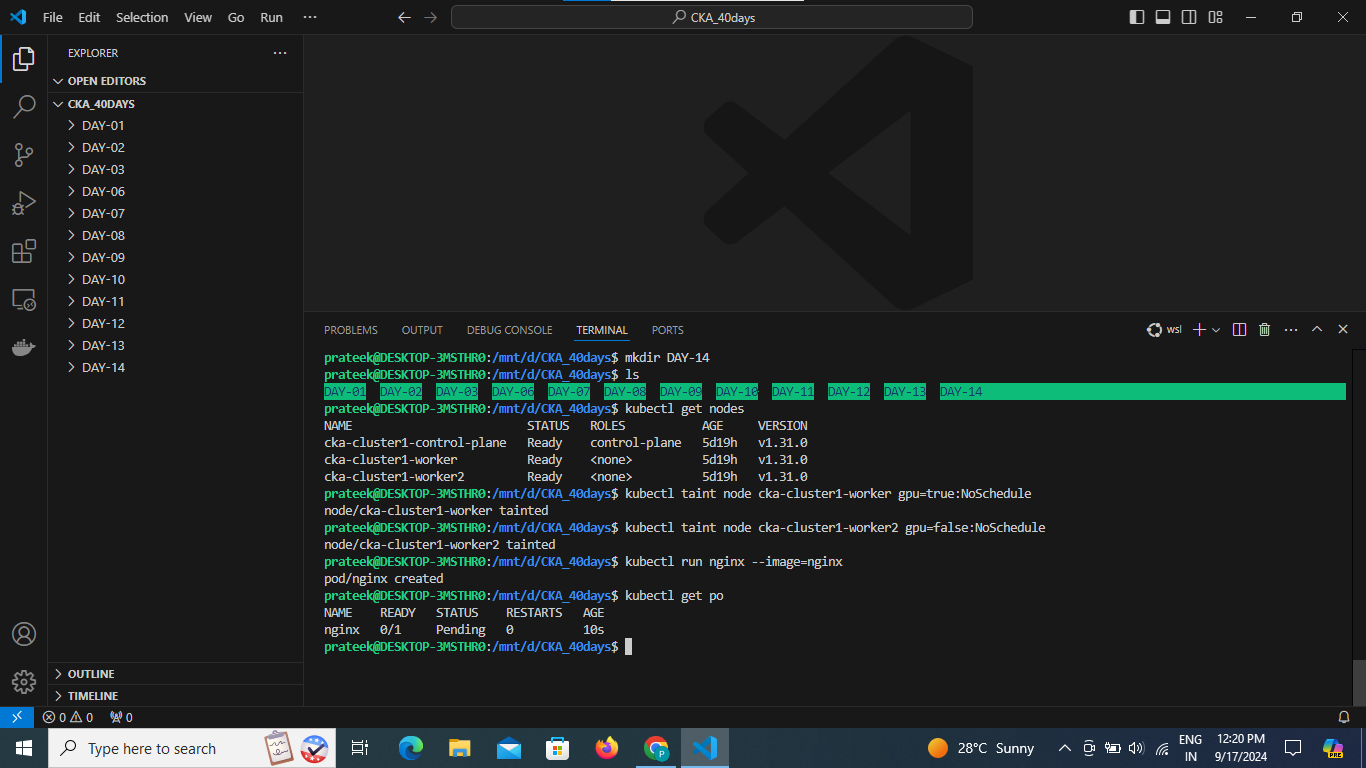 File Edit Selection View Go Run ··· CKA_40days
EXPLORER ···
OPEN EDITORS
CKA_40DAYS
DAY-01
DAY-02
DAY-03
DAY-06
DAY-07
DAY-08
DAY-09
DAY-10
DAY-11
DAY-12
DAY-13
DAY-14
OUTLINE
TIMELINE
PROBLEMS OUTPUT DEBUG CONSOLE TERMINAL PORTS wsl ···
prateek@DESKTOP-3MSTHR0:/mnt/d/CKA_40days$ mkdir DAY-14
prateek@DESKTOP-3MSTHR0:/mnt/d/CKA_40days$ ls
DAY-01 DAY-02 DAY-03 DAY-06 DAY-07 DAY-08 DAY-09 DAY-10 DAY-11 DAY-12 DAY-13 DAY-14
prateek@DESKTOP-3MSTHR0:/mnt/d/CKA_40days$ kubectl get nodes
NAME STATUS ROLES AGE VERSION
cka-cluster1-control-plane Ready control-plane 5d19h v1.31.0
cka-cluster1-worker Ready <none> 5d19h v1.31.0
cka-cluster1-worker2 Ready <none> 5d19h v1.31.0
prateek@DESKTOP-3MSTHR0:/mnt/d/CKA_40days$ kubectl taint node cka-cluster1-worker gpu=true:NoSchedule
node/cka-cluster1-worker tainted
prateek@DESKTOP-3MSTHR0:/mnt/d/CKA_40days$ kubectl taint node cka-cluster1-worker2 gpu=false:NoSchedule
node/cka-cluster1-worker2 tainted
prateek@DESKTOP-3MSTHR0:/mnt/d/CKA_40days$ kubectl run nginx --image=nginx
pod/nginx created
prateek@DESKTOP-3MSTHR0:/mnt/d/CKA_40days$ kubectl get po
NAME READY STATUS RESTARTS AGE
nginx 0/1 Pending 0 10s
prateek@DESKTOP-3MSTHR0:/mnt/d/CKA_40days$
0 0 0
Type here to search
P
28°C Sunny
ENG
IN
12:20 PM
9/17/2024
PRE